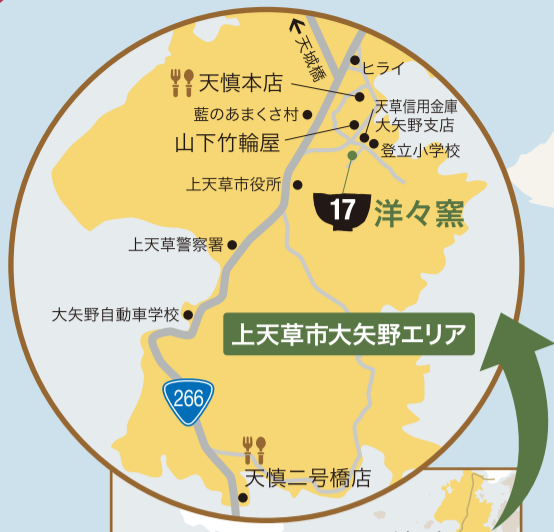 天城橋
ヒライ
天慎本店
天草信用金庫
大矢野支店
藍のあまくさ村
山下竹輪屋
登立小学校
上天草市役所
17 洋々窯
上天草警察署
大矢野自動車学校
上天草市大矢野エリア
266
天慎二号橋店